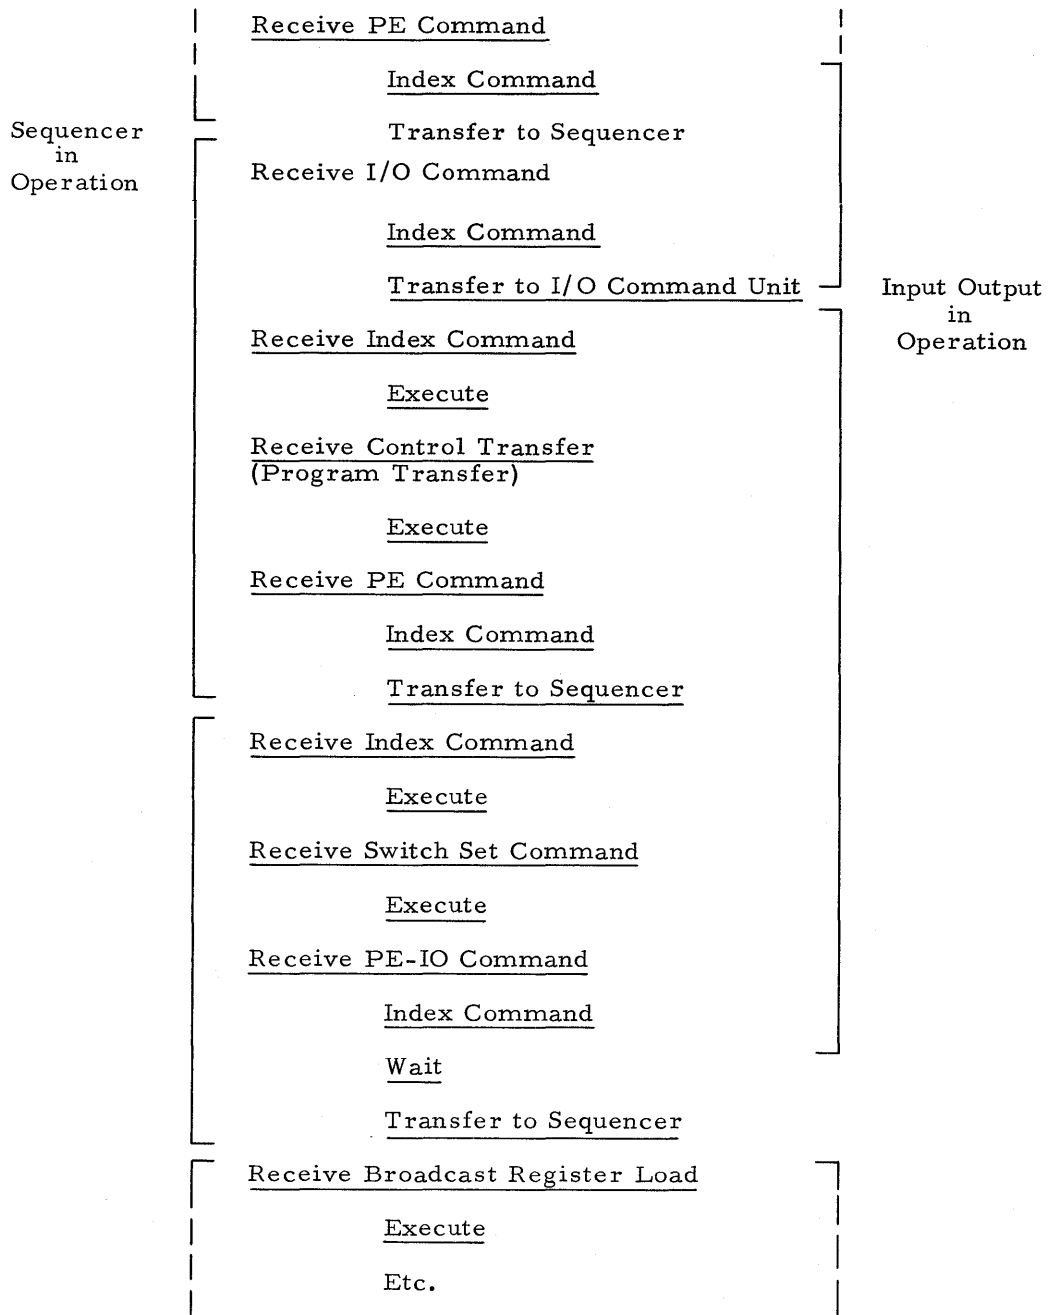 Receive PE Command
Index Command
Transfer to Sequencer
Sequencer
in
Operation
Receive I/O Command
Index Command
Transfer to I/O Command Unit
Input Output
in
Operation
Receive Index Command
Execute
Receive Control Transfer
(Program Transfer)
Execute
Receive PE Command
Index Command
Transfer to Sequencer
Receive Index Command
Execute
Receive Switch Set Command
Execute
Receive PE-IO Command
Index Command
Wait
Transfer to Sequencer
Receive Broadcast Register Load
Execute
Etc.